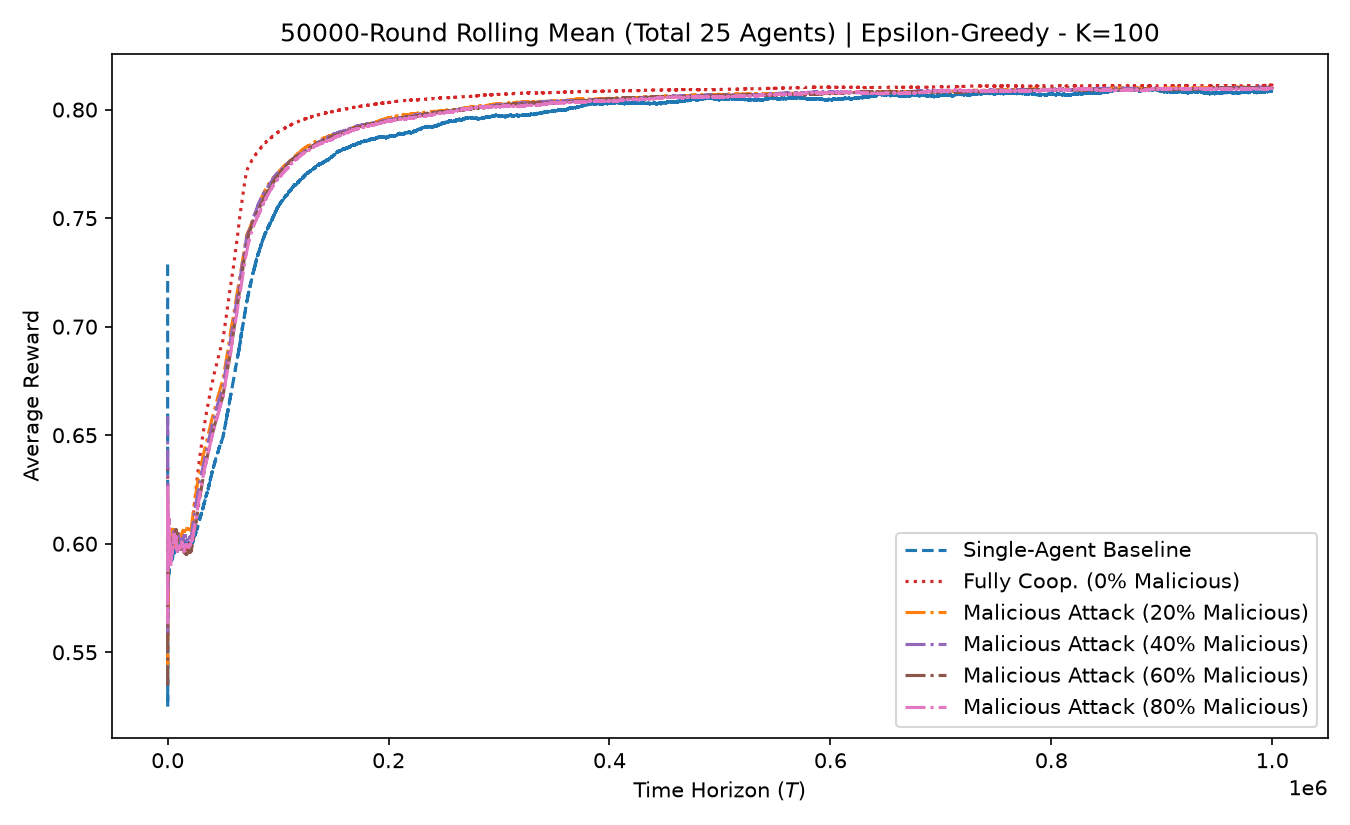 50000-Round Rolling Mean (Total 25 Agents) | Epsilon-Greedy - K=100
Average Reward
0.80
0.75
0.70
0.65
0.60
0.55
Single-Agent Baseline
Fully Coop. (0% Malicious)
Malicious Attack (20% Malicious)
Malicious Attack (40% Malicious)
Malicious Attack (60% Malicious)
Malicious Attack (80% Malicious)
0.0 0.2 0.4 0.6 0.8 1.0
1e6
Time Horizon (T)